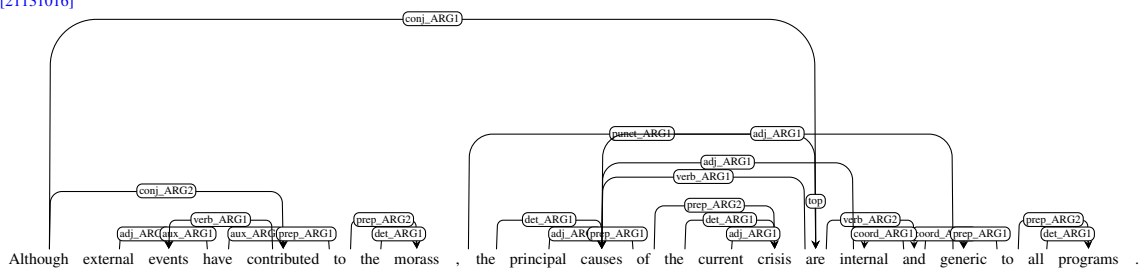 [21131016]
conj_ARG1
punct_ARG1 adj_ARG1
adj_ARG1
verb_ARG1
conj_ARG2
top
prep_ARG2
verb_ARG1 prep_ARG2 det_ARG1 det_ARG1 verb_ARG2 prep_ARG2
aux_ARG1 prep_ARG1 det_ARG1 prep_ARG1 adj_ARG1 coord_ARG1 prep_ARG1 det_ARG1
Although external events have contributed to the morass , the principal causes of the current crisis are internal and generic to all programs .